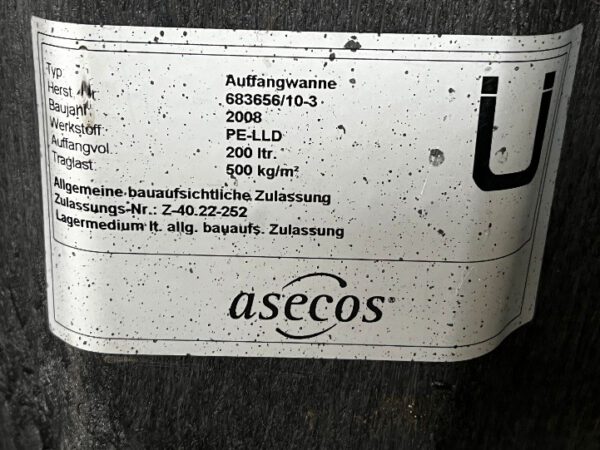 Typ: Auffangwanne
Herst. Nr. 683656/10-3
Baujahr 2008
Werkstoff PE-LLD
Auffangvol. 200 ltr.
Traglast: 500 kg/m²
Allgemeine bauaufsichtliche Zulassung
Zulassungs-Nr.: Z-40.22-252
Lagermedium lt. allg. bauaufs. Zulassung
Ü
asecos®